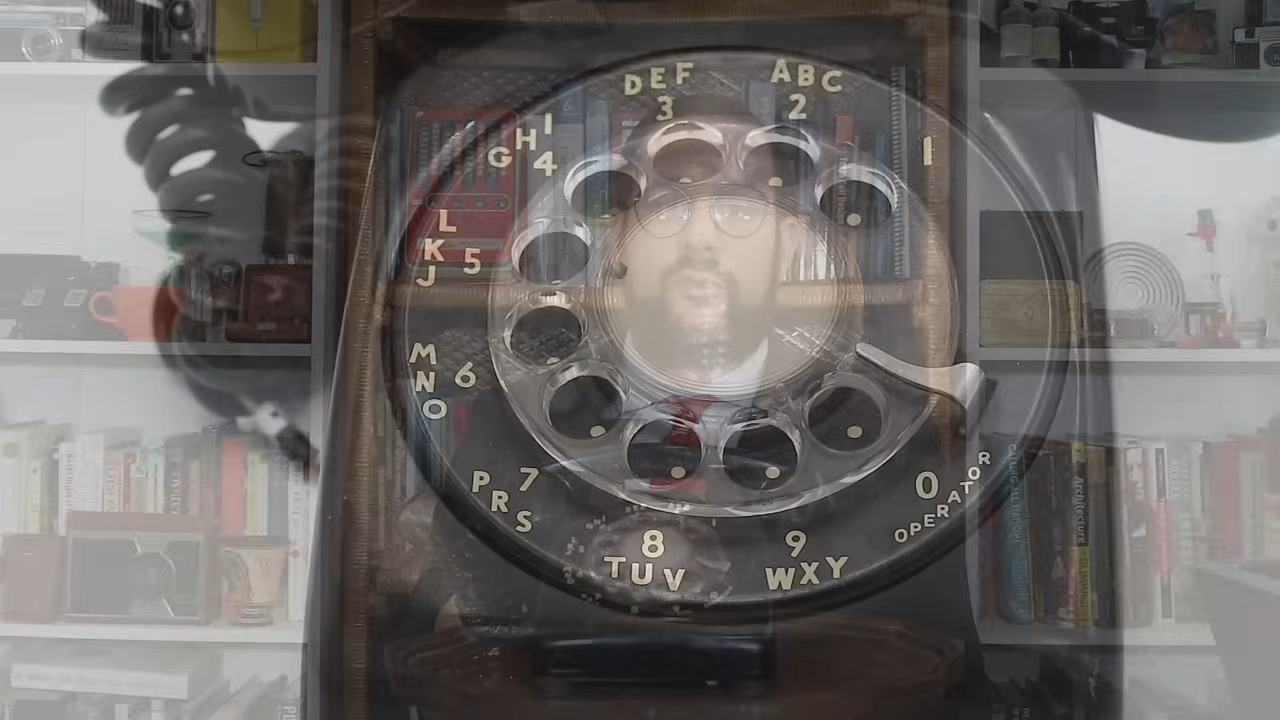 ABC
2
DEF
3
1
GHI
4
JKL
5
MNO
6
PRS
7
TUV
8
WXY
9
0
OPERATOR
Architecture